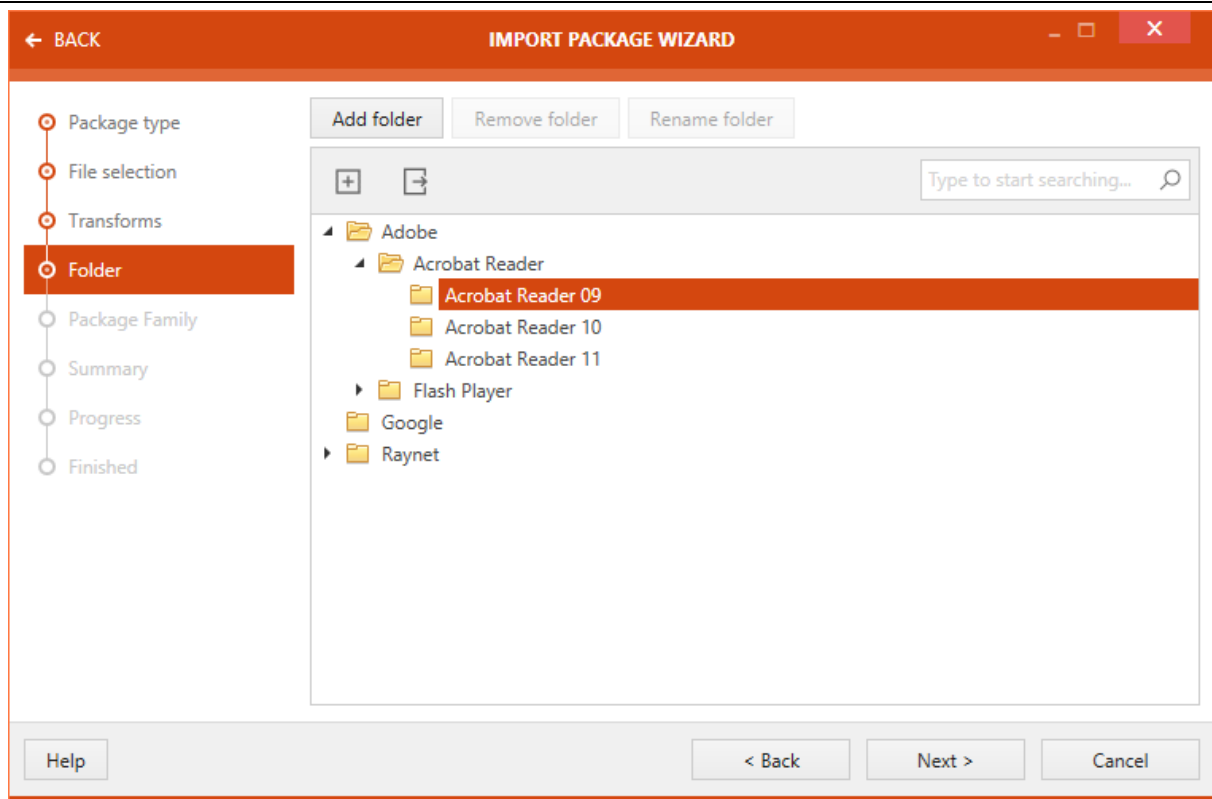 BACK
IMPORT PACKAGE WIZARD
Package type
File selection
Transforms
Folder
Package Family
Summary
Progress
Finished
Add folder
Remove folder
Rename folder
Type to start searching...
Adobe
Acrobat Reader
Acrobat Reader 09
Acrobat Reader 10
Acrobat Reader 11
Flash Player
Google
Raynet
Help
< Back
Next >
Cancel